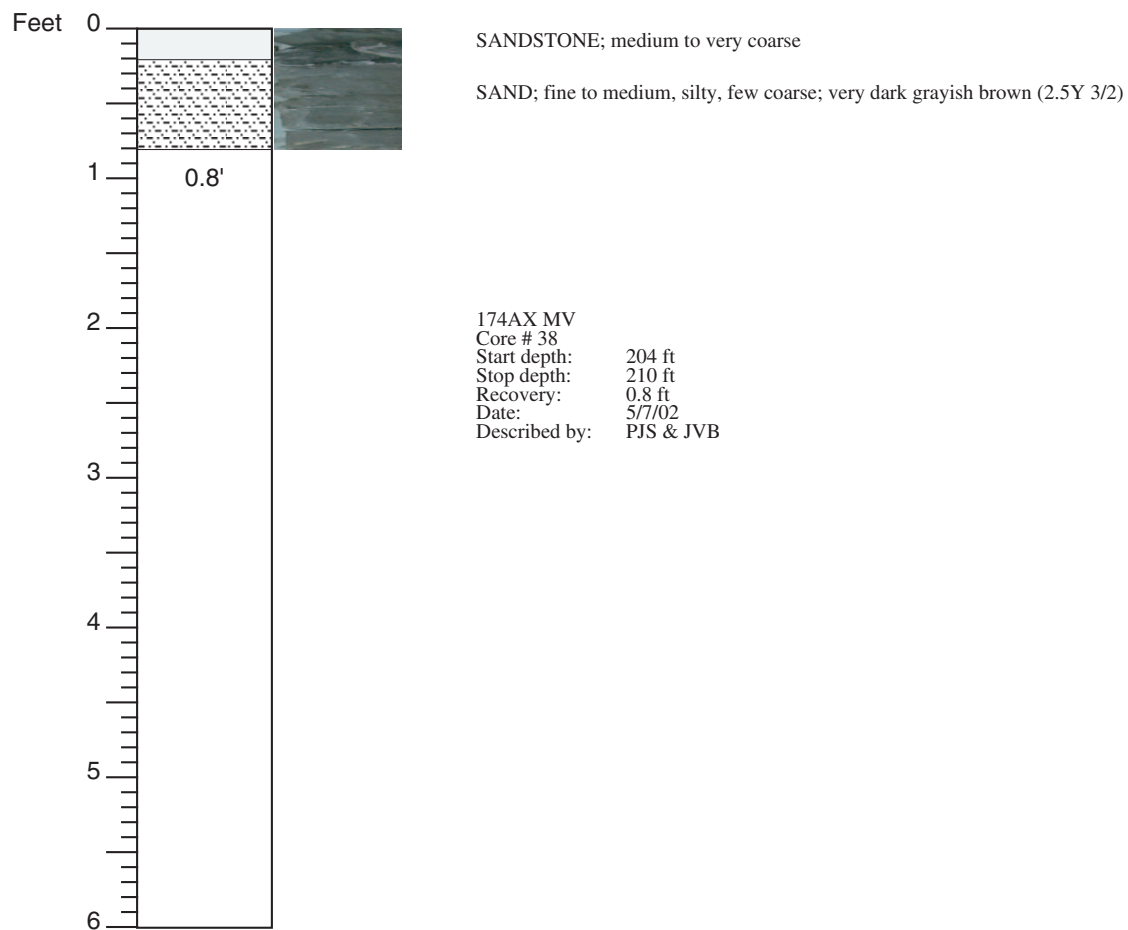 Feet 0
SANDSTONE; medium to very coarse
SAND; fine to medium, silty, few coarse; very dark grayish brown (2.5Y 3/2)
1
0.8'
2
174AX MV
Core # 38
Start depth: 204 ft
Stop depth: 210 ft
Recovery: 0.8 ft
Date: 5/7/02
Described by: PJS & JVB
3
4
5
6